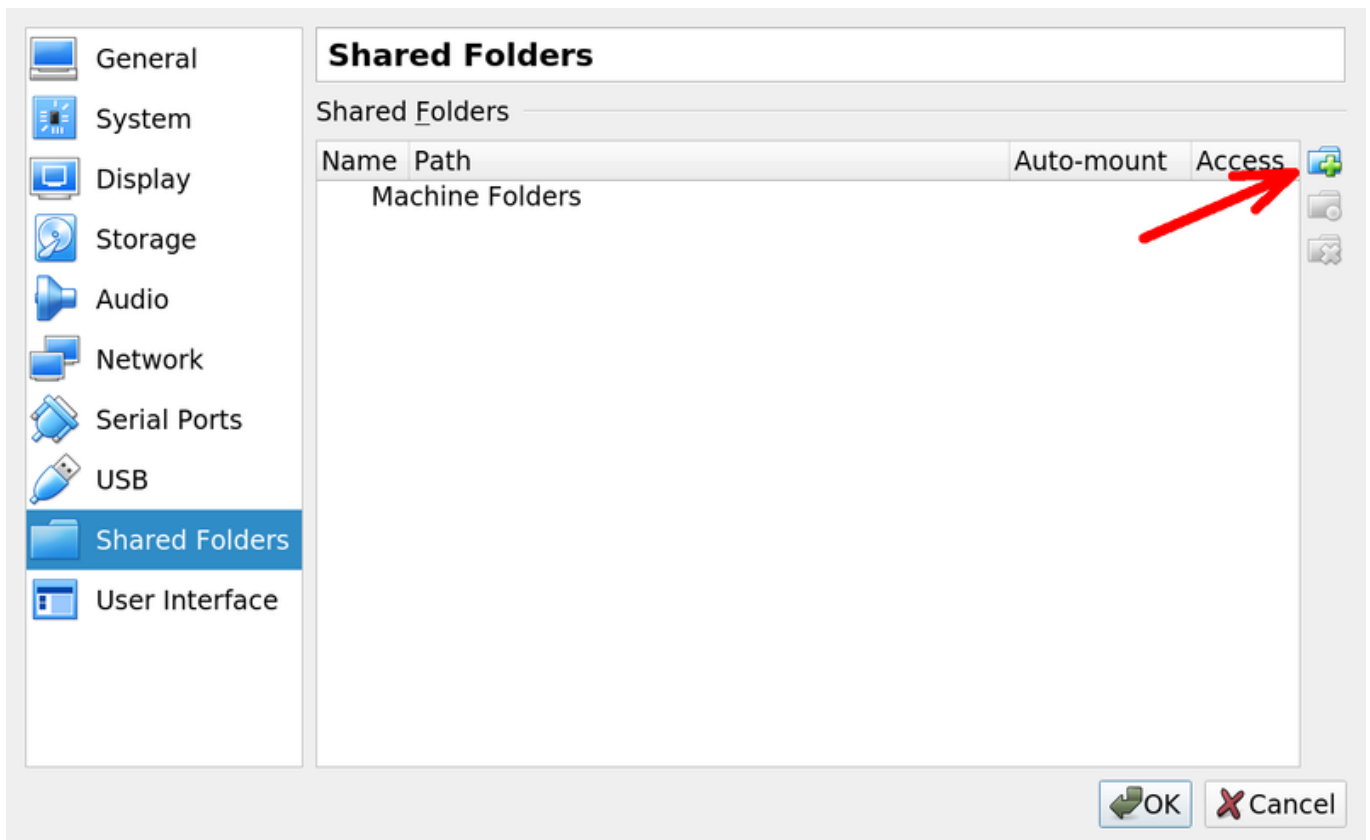 General
System
Display
Storage
Audio
Network
Serial Ports
USB
Shared Folders
User Interface
Shared Folders
Shared Folders
Name Path Auto-mount Access
Machine Folders
OK Cancel